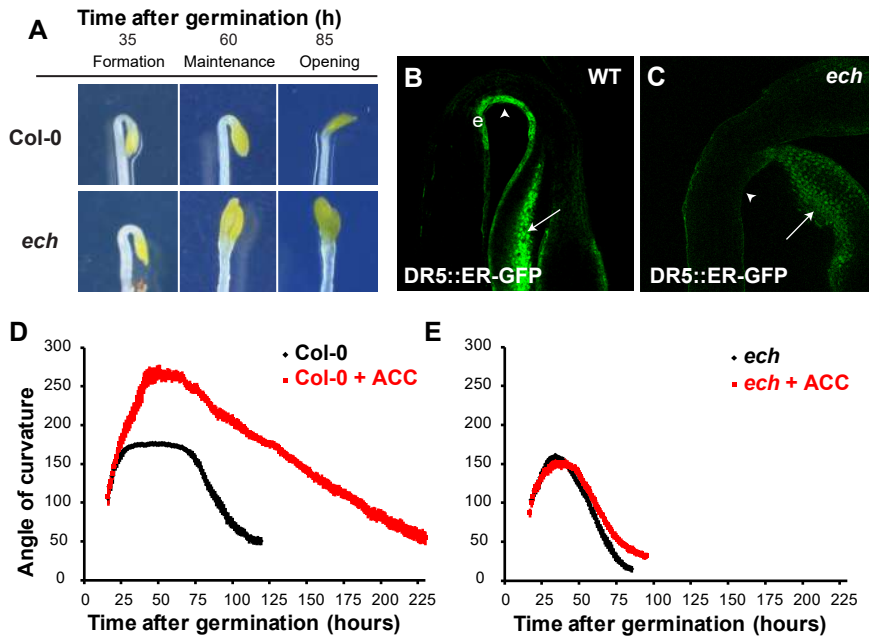 A
Time after germination (h)
35 60 85
Formation Maintenance Opening
Col-0
ech
B
WT
e
DR5::ER-GFP
C
ech
DR5::ER-GFP
D
300
250
200
150
100
50
0
Angle of curvature
Col-0
Col-0 + ACC
0 25 50 75 100 125 150 175 200 225
Time after germination (hours)
E
300
250
200
150
100
50
0
ech
ech + ACC
0 25 50 75 100 125 150 175 200 225
Time after germination (hours)